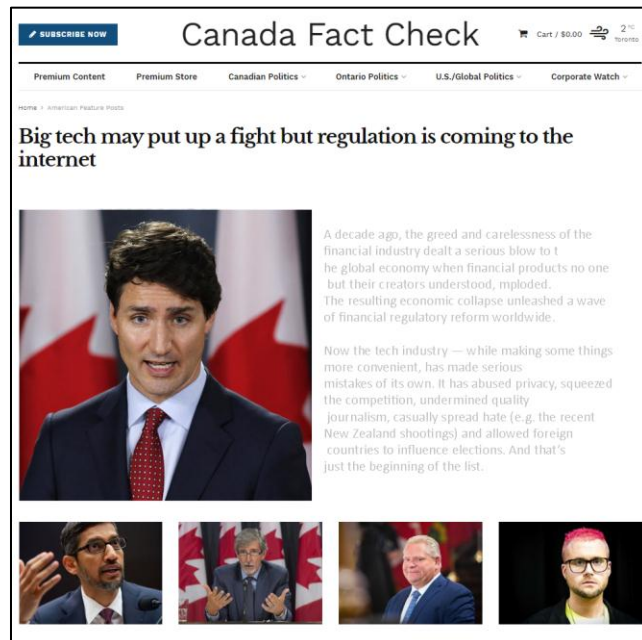 SUBSCRIBE NOW
Canada Fact Check
Cart / $0.00
2 °C
Toronto
Premium Content Premium Store Canadian Politics Ontario Politics U.S./Global Politics Corporate Watch
Home > American Feature Posts
Big tech may put up a fight but regulation is coming to the
internet
A decade ago, the greed and carelessness of the
financial industry dealt a serious blow to t
he global economy when financial products no one
but their creators understood, mploded.
The resulting economic collapse unleashed a wave
of financial regulatory reform worldwide.
Now the tech industry — while making some things
more convenient, has made serious
mistakes of its own. It has abused privacy, squeezed
the competition, undermined quality
journalism, casually spread hate (e.g. the recent
New Zealand shootings) and allowed foreign
countries to influence elections. And that's
just the beginning of the list.